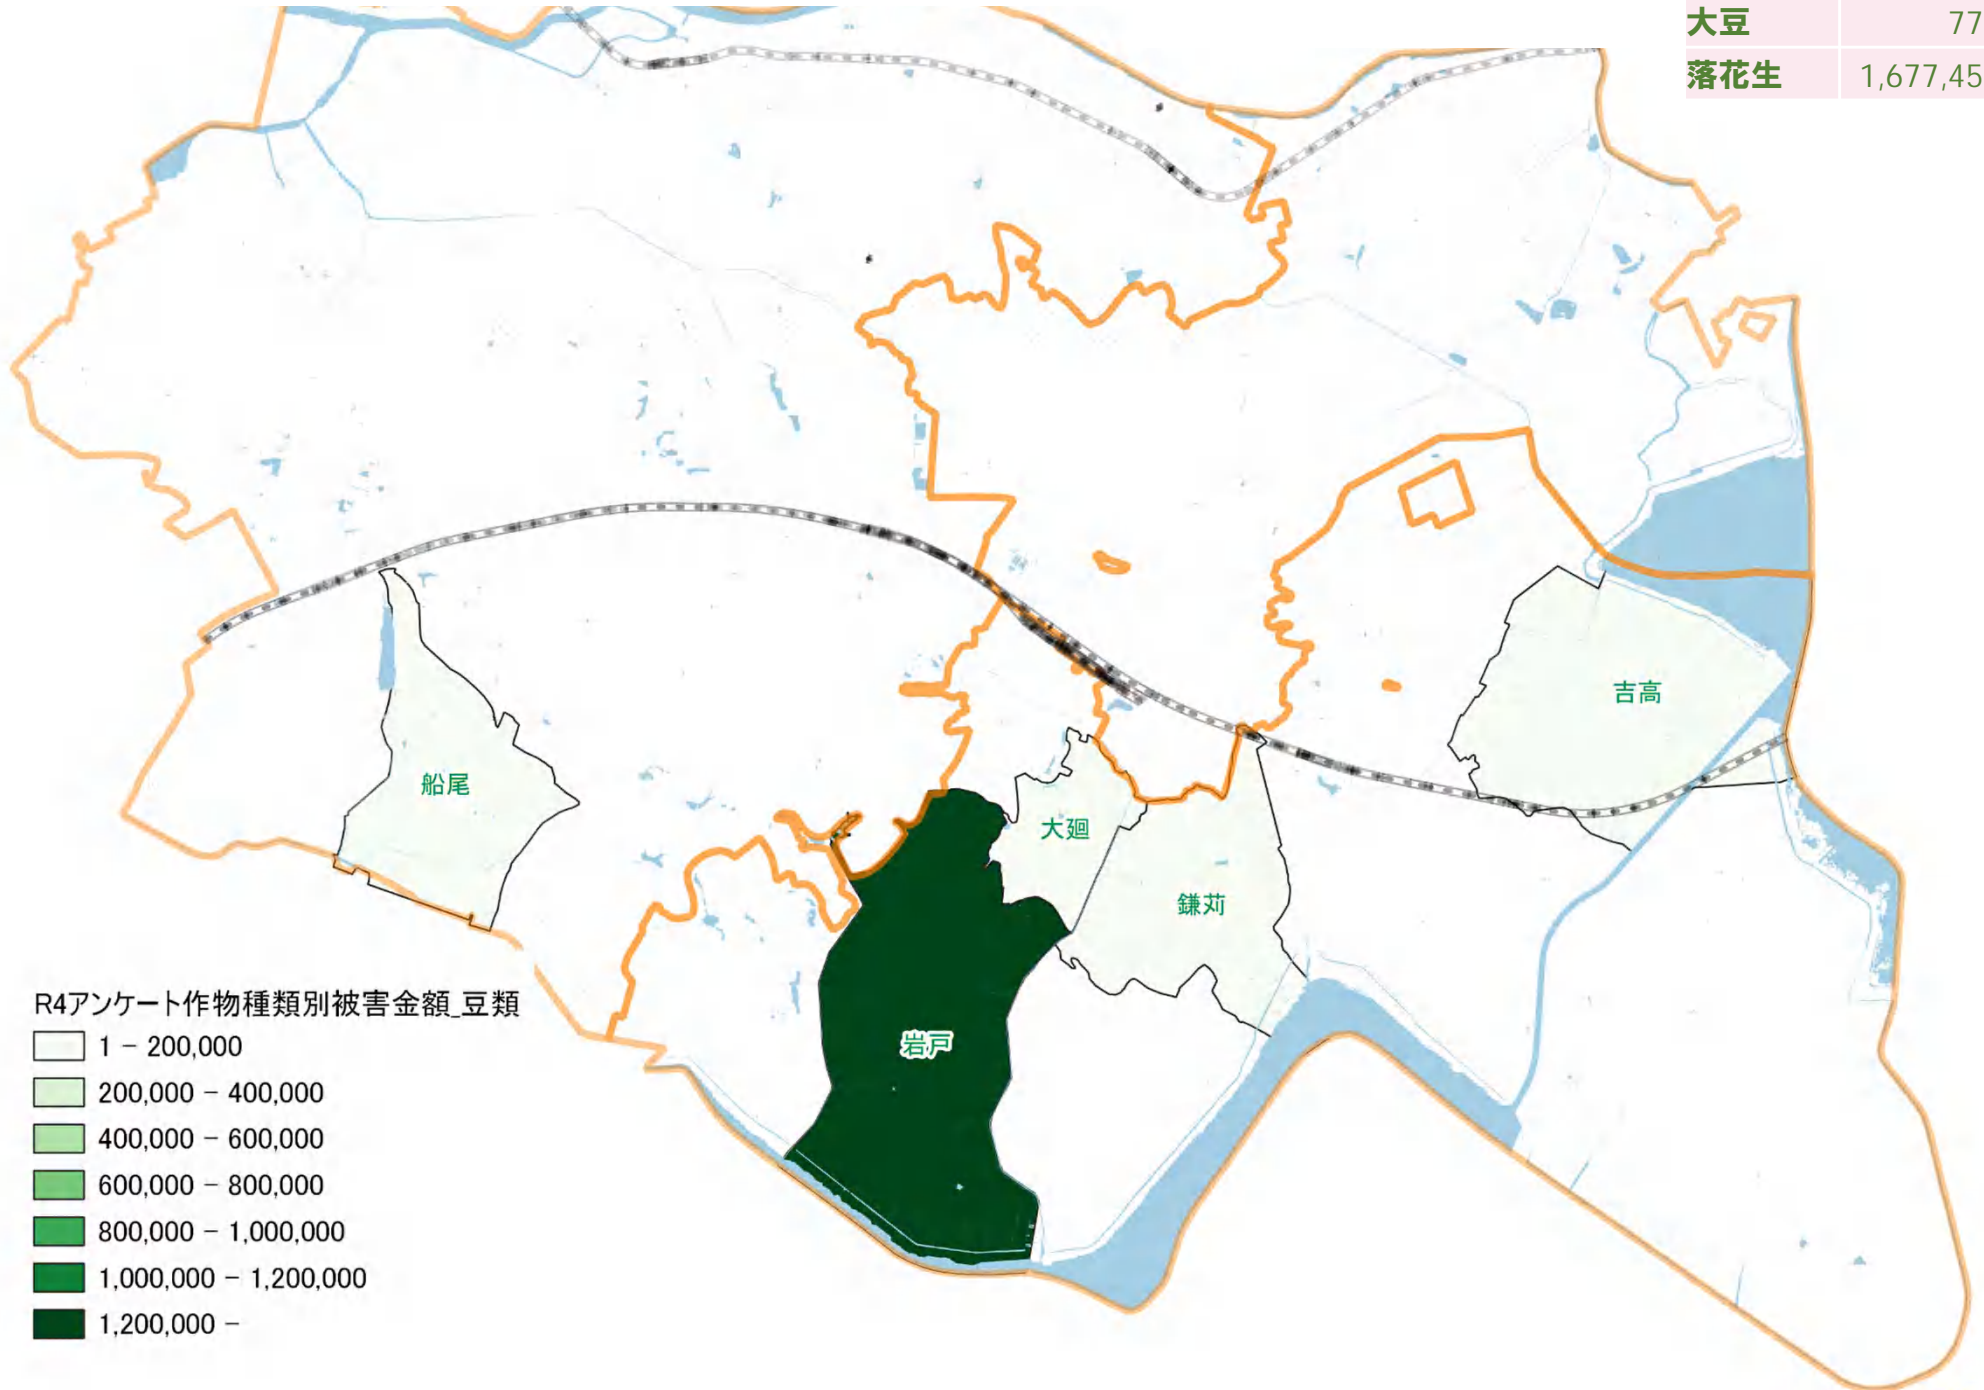 大豆 77
落花生 1,677,45
吉高
船尾
大廻
鎌苅
岩戸
R4アンケート作物種類別被害金額_豆類
1 − 200,000
200,000 − 400,000
400,000 − 600,000
600,000 − 800,000
800,000 − 1,000,000
1,000,000 − 1,200,000
1,200,000 −